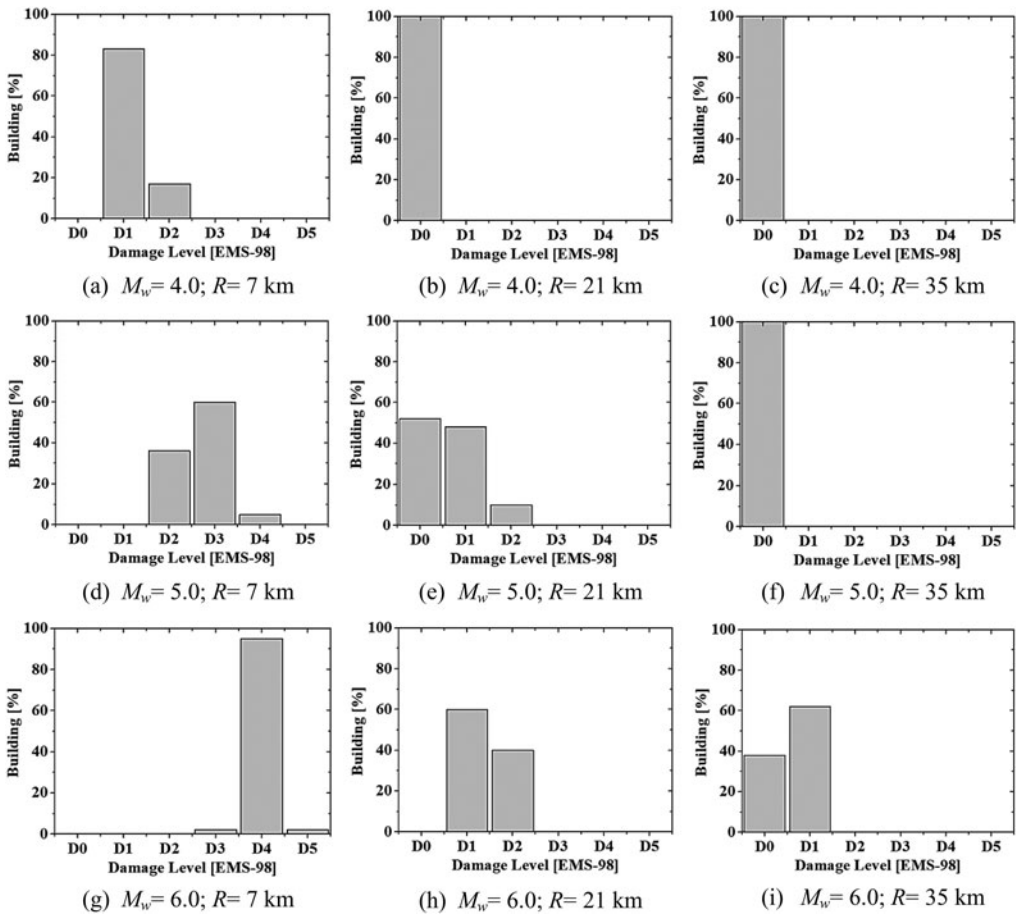 100
80
60
40
20
0
Building [%]
D0 D1 D2 D3 D4 D5
Damage Level [EMS-98]
(a) Mw= 4.0; R= 7 km
100
80
60
40
20
0
Building [%]
D0 D1 D2 D3 D4 D5
Damage Level [EMS-98]
(b) Mw= 4.0; R= 21 km
100
80
60
40
20
0
Building [%]
D0 D1 D2 D3 D4 D5
Damage Level [EMS-98]
(c) Mw= 4.0; R= 35 km
100
80
60
40
20
0
Building [%]
D0 D1 D2 D3 D4 D5
Damage Level [EMS-98]
(d) Mw= 5.0; R= 7 km
100
80
60
40
20
0
Building [%]
D0 D1 D2 D3 D4 D5
Damage Level [EMS-98]
(e) Mw= 5.0; R= 21 km
100
80
60
40
20
0
Building [%]
D0 D1 D2 D3 D4 D5
Damage Level [EMS-98]
(f) Mw= 5.0; R= 35 km
100
80
60
40
20
0
Building [%]
D0 D1 D2 D3 D4 D5
Damage Level [EMS-98]
(g) Mw= 6.0; R= 7 km
100
80
60
40
20
0
Building [%]
D0 D1 D2 D3 D4 D5
Damage Level [EMS-98]
(h) Mw= 6.0; R= 21 km
100
80
60
40
20
0
Building [%]
D0 D1 D2 D3 D4 D5
Damage Level [EMS-98]
(i) Mw= 6.0; R= 35 km